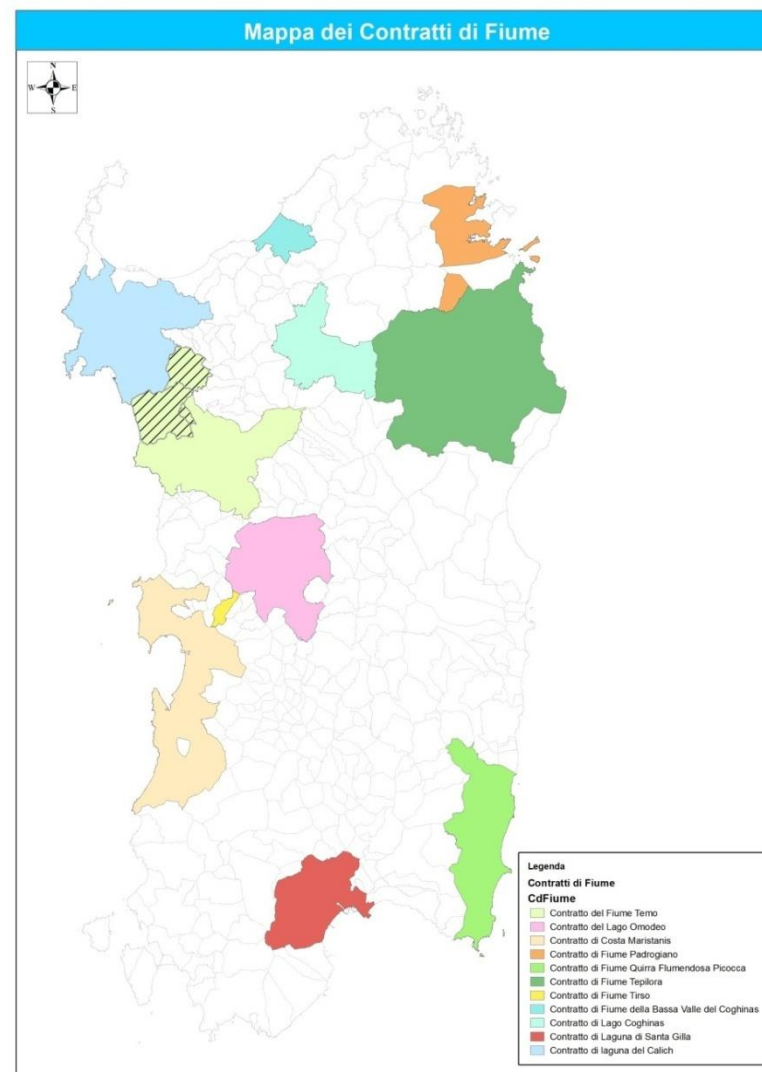 Mappa dei Contratti di Fiume
N
W E
S
Legenda
Contratti di Fiume
CdFiume
Contratto del Fiume Temo
Contratto del Lago Omodeo
Contratto di Costa Maristanis
Contratto di Fiume Padrogiano
Contratto di Fiume Quirra Flumendosa Picocca
Contratto di Fiume Tepilora
Contratto di Fiume Tirso
Contratto di Fiume della Bassa Valle del Coghinas
Contratto di Lago Coghinas
Contratto di Laguna di Santa Gilla
Contratto di laguna del Calich